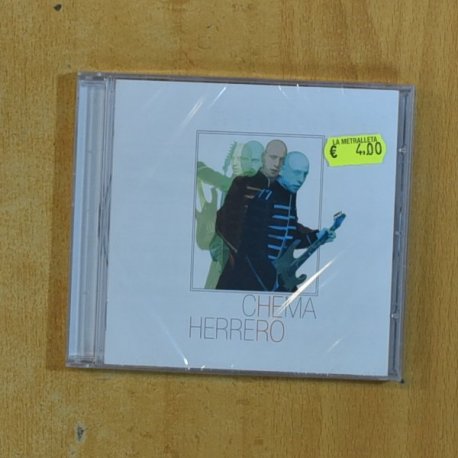 LA METRALLETA
€ 4,00
CHEMA
HERRERO